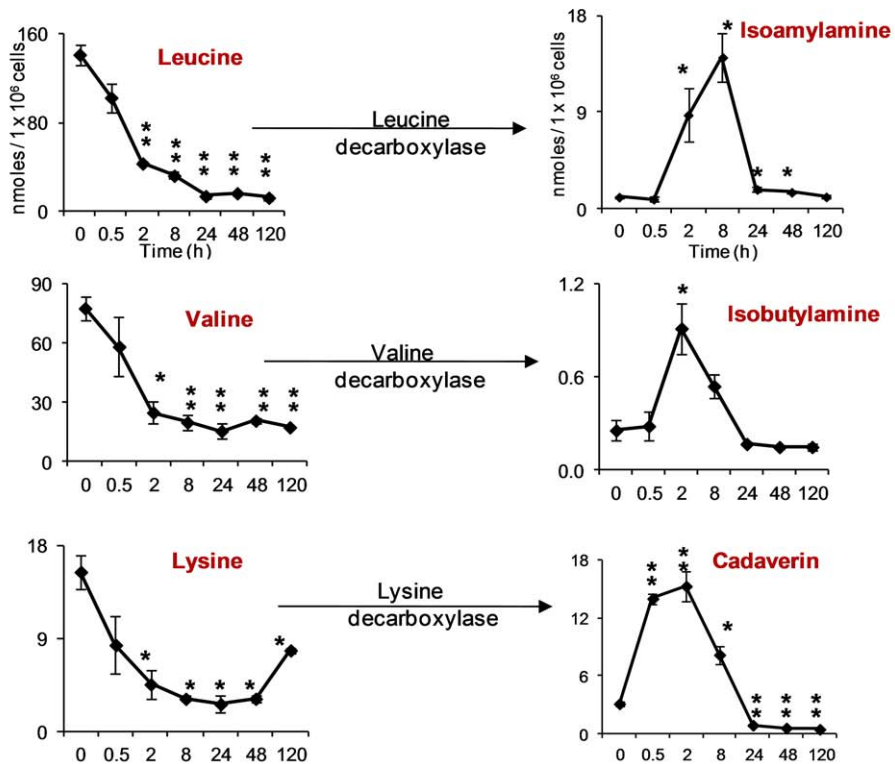 Leucine
nmoles / 1 x 10⁶ cells
160
80
0
* * * * * * * * * *
0 0.5 2 8 24 48 120
Time (h)
Leucine
decarboxylase
Isoamylamine
nmoles / 1 x 10⁶ cells
18
9
0
* * * *
0 0.5 2 8 24 48 120
Time (h)
Valine
90
60
30
0
* * * * * * * * *
0 0.5 2 8 24 48 120
Valine
decarboxylase
Isobutylamine
1.2
0.6
0.0
*
0 0.5 2 8 24 48 120
Lysine
18
9
0
* * * * *
0 0.5 2 8 24 48 120
Lysine
decarboxylase
Cadaverin
18
12
6
0
* * * * * * * * * * *
0 0.5 2 8 24 48 120